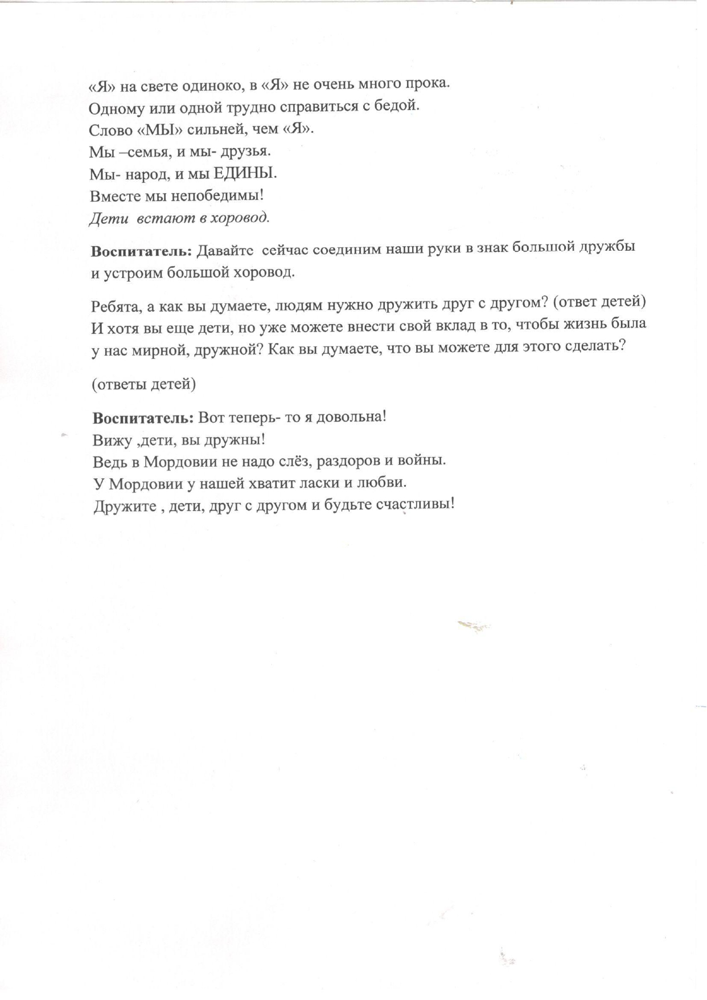 «Я» на свете одиноко, в «Я» не очень много прока.
Одному или одной трудно справиться с бедой.
Слово «МЫ» сильней, чем «Я».
Мы –семья, и мы- друзья.
Мы- народ, и мы ЕДИНЫ.
Вместе мы непобедимы!
Дети  встают в хоровод.
Воспитатель: Давайте  сейчас соединим наши руки в знак большой дружбы
и устроим большой хоровод.
Ребята, а как вы думаете, людям нужно дружить друг с другом? (ответ детей)
И хотя вы еще дети, но уже можете внести свой вклад в то, чтобы жизнь была
у нас мирной, дружной? Как вы думаете, что вы можете для этого сделать?
(ответы детей)
Воспитатель: Вот теперь- то я довольна!
Вижу ,дети, вы дружны!
Ведь в Мордовии не надо слёз, раздоров и войны.
У Мордовии у нашей хватит ласки и любви.
Дружите , дети, друг с другом и будьте счастливы!